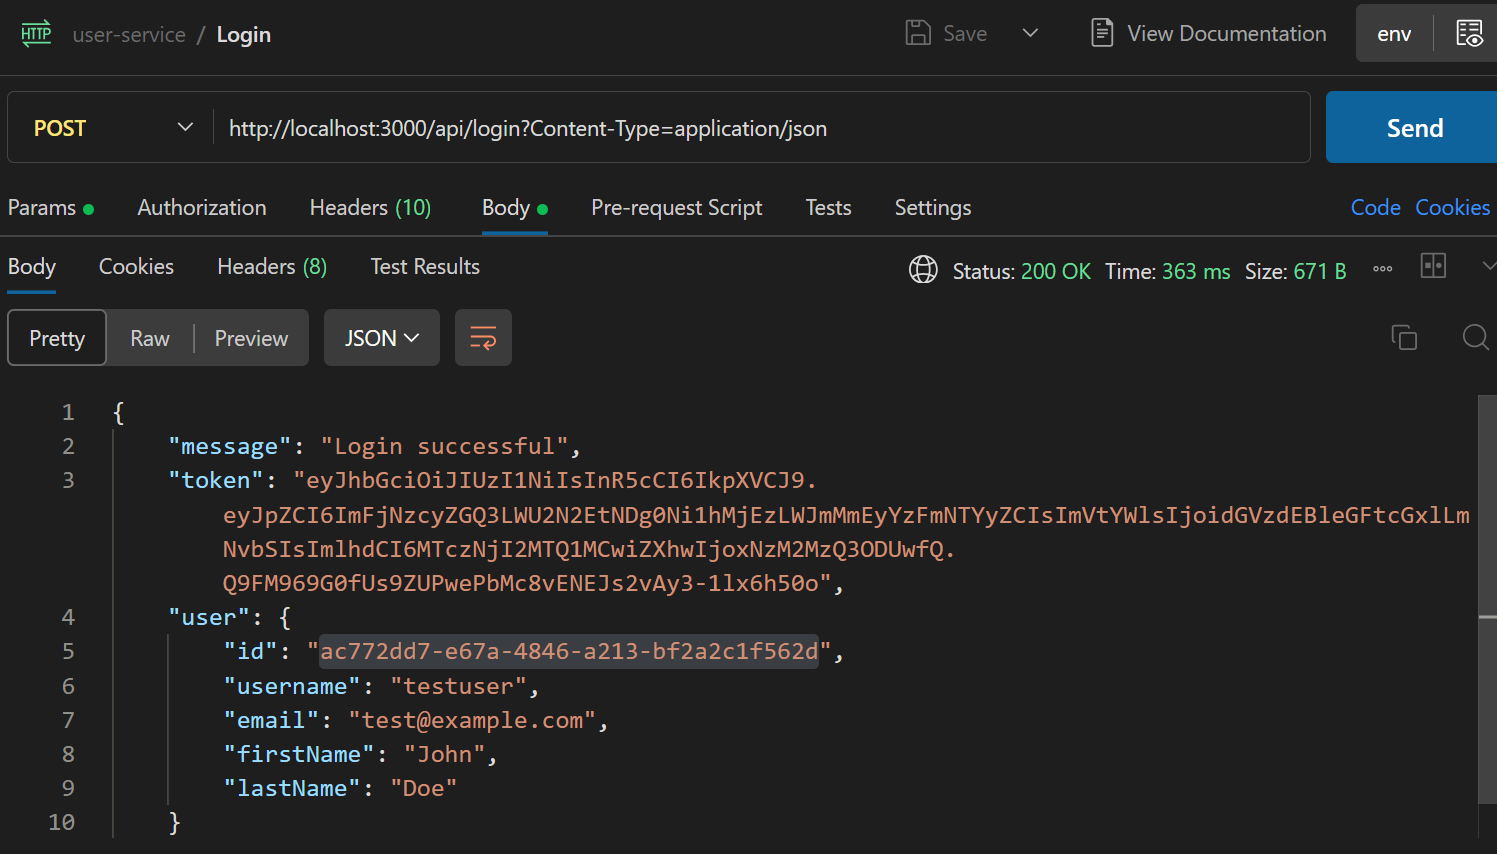 HTTP user-service / Login Save View Documentation env
POST http://localhost:3000/api/login?Content-Type=application/json Send
Params Authorization Headers (10) Body Pre-request Script Tests Settings Code Cookies
Body Cookies Headers (8) Test Results Status: 200 OK Time: 363 ms Size: 671 B
Pretty Raw Preview JSON
1 {
2 "message": "Login successful",
3 "token": "eyJhbGciOiJIUzI1NiIsInR5cCI6IkpXVCJ9.
eyJpZCI6ImFjNzcyZGQ3LWU2N2EtNDg0Ni1hMjEzLWJmMmEyYzFmNTYyZCIsImVtYWlsIjoidGVzdEBleGFtcGxlLm
NvbSIsImlhdCI6MTczNjI2MTQ1MCwiZXhwIjoxNzM2MzQ3ODUwfQ.
Q9FM969G0fUs9ZUPwePbMc8vENEJs2vAy3-1lx6h50o",
4 "user": {
5 "id": "ac772dd7-e67a-4846-a213-bf2a2c1f562d",
6 "username": "testuser",
7 "email": "test@example.com",
8 "firstName": "John",
9 "lastName": "Doe"
10 }